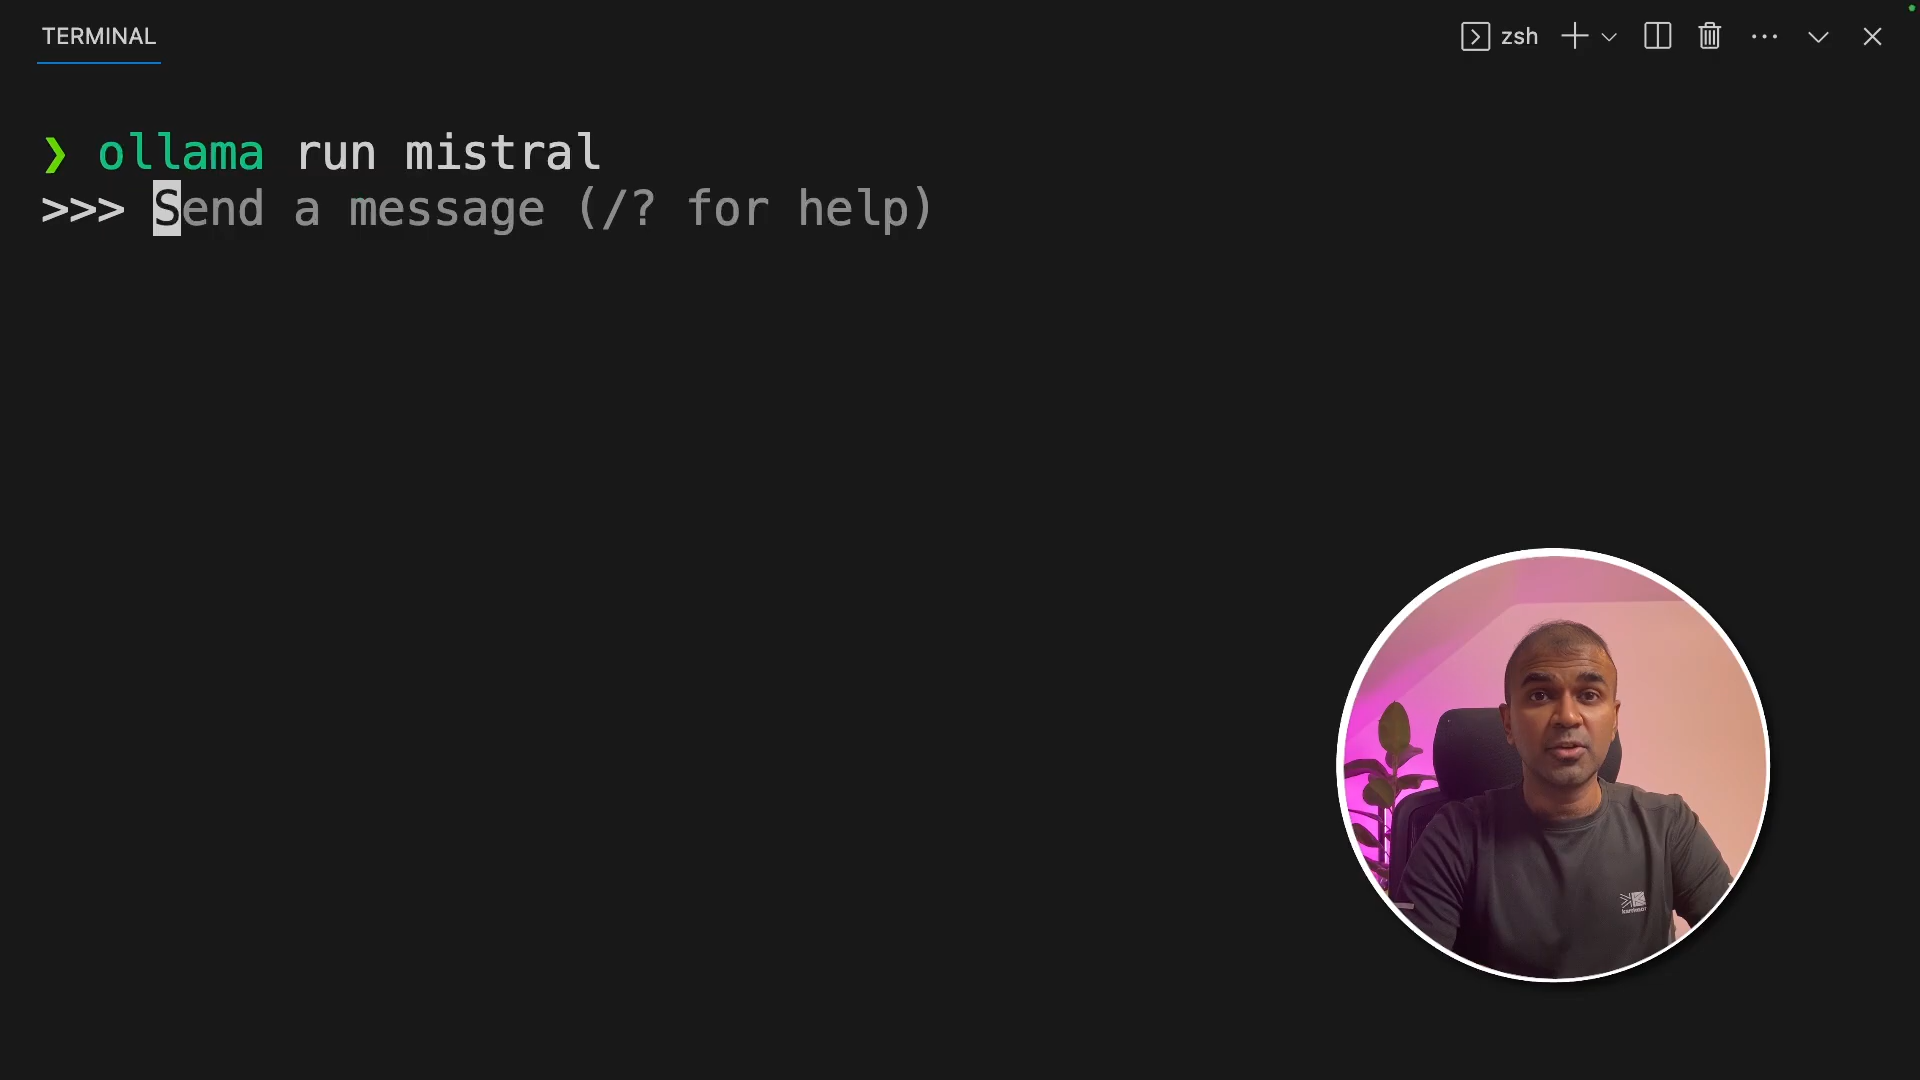 TERMINAL
zsh
❯ ollama run mistral
>>> Send a message (/? for help)